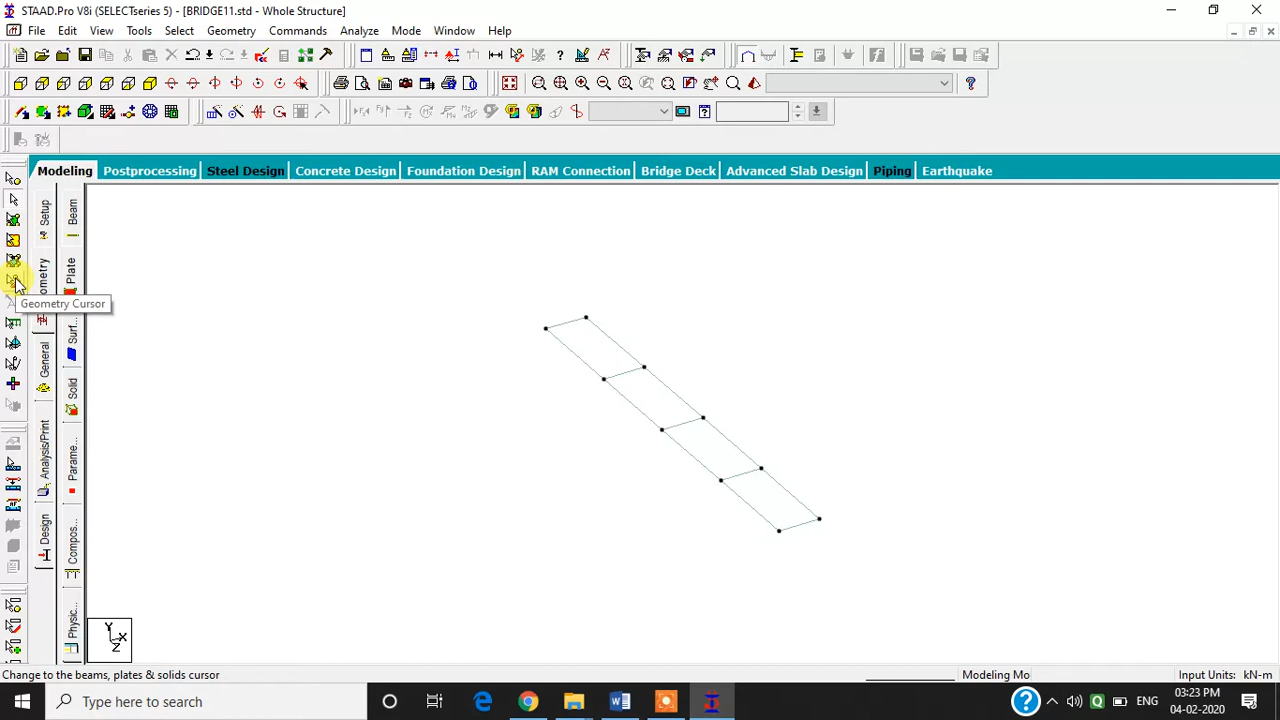 STAAD.Pro V8i (SELECTseries 5) - [BRIDGE11.std - Whole Structure]
File Edit View Tools Select Geometry Commands Analyze Mode Window Help
Modeling Postprocessing Steel Design Concrete Design Foundation Design RAM Connection Bridge Deck Advanced Slab Design Piping Earthquake
Setup
ometry
General
Analysis/Print
Design
Beam
Plate
Surf...
Solid
Parame...
Compos...
Physic...
Geometry Cursor
Y
X
Z
Change to the beams, plates & solids cursor
Modeling Mo
Input Units: kN-m
Type here to search
ENG
03:23 PM
04-02-2020